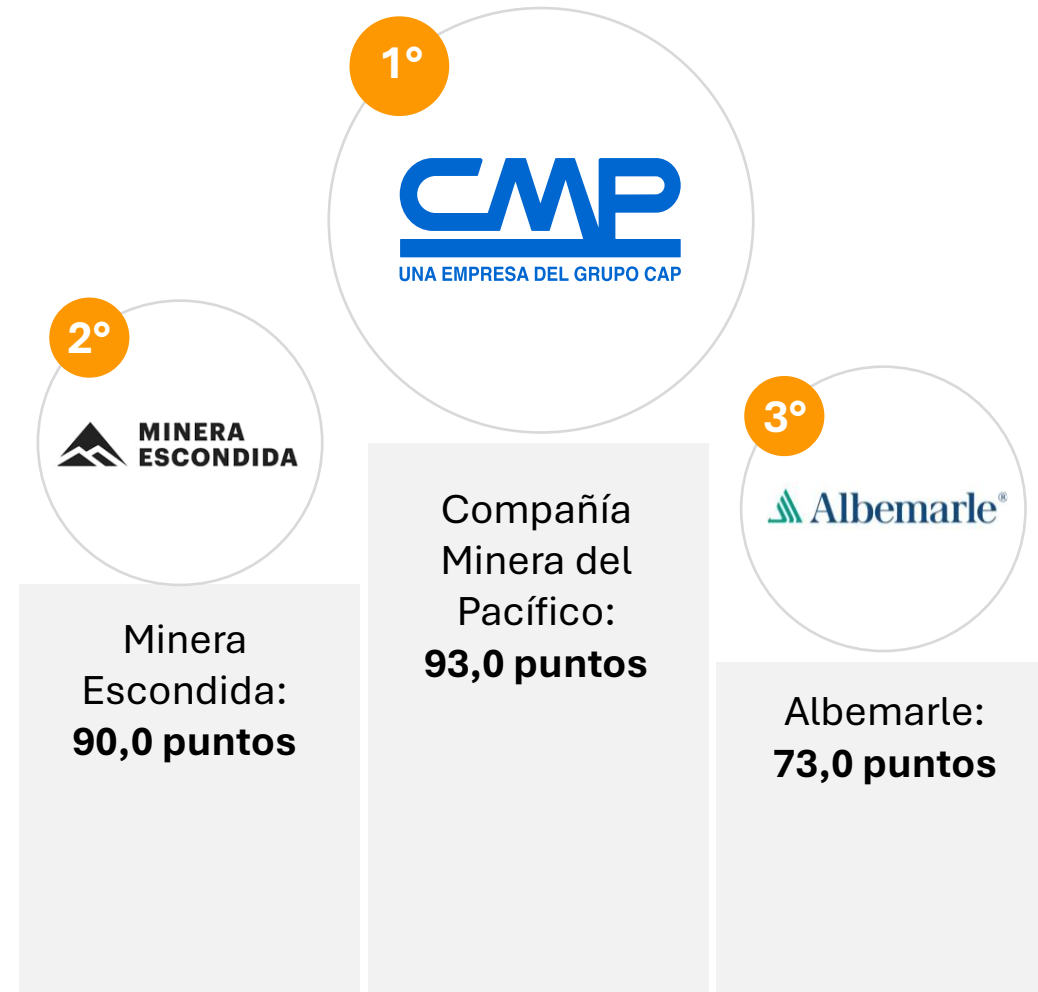 1°
CMP
UNA EMPRESA DEL GRUPO CAP
2°
MINERA
ESCONDIDA
3°
Albemarle®
Compañía
Minera del
Pacífico:
93,0 puntos
Minera
Escondida:
90,0 puntos
Albemarle:
73,0 puntos